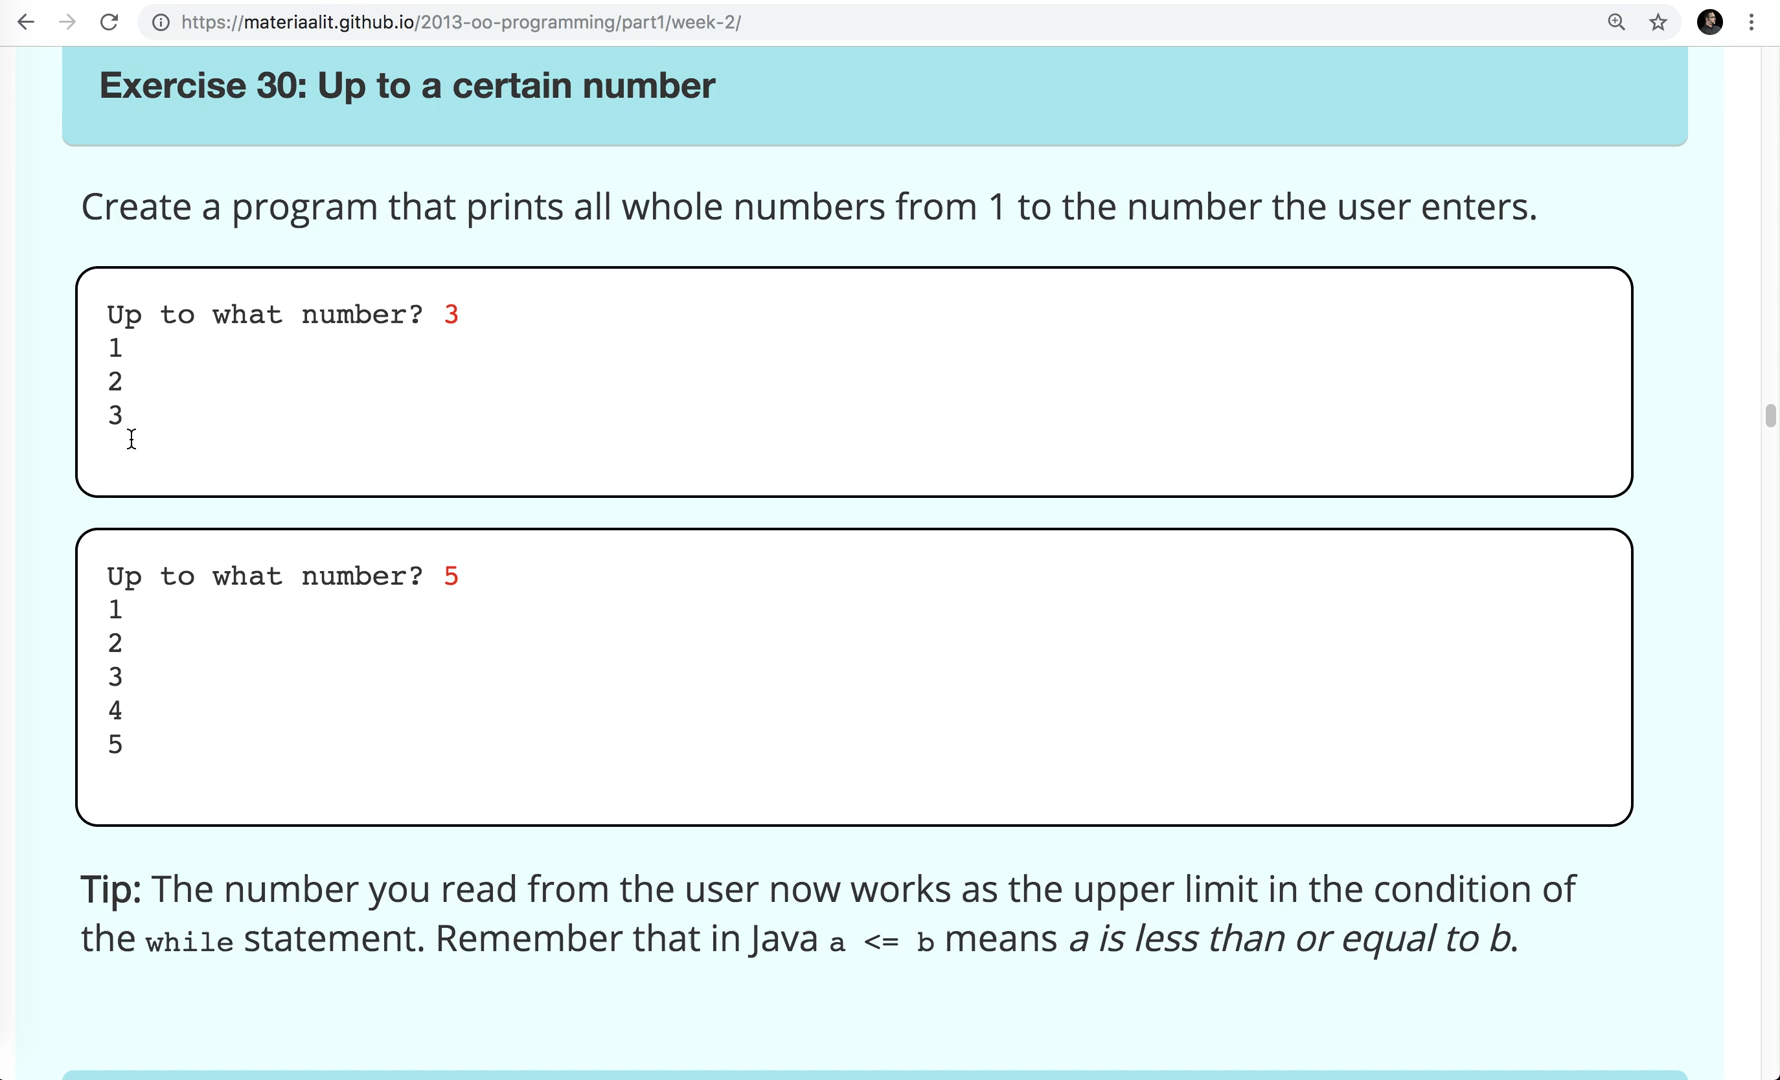 https://materiaalit.github.io/2013-oo-programming/part1/week-2/
Exercise 30: Up to a certain number
Create a program that prints all whole numbers from 1 to the number the user enters.
Up to what number? 3
1
2
3
Up to what number? 5
1
2
3
4
5
Tip: The number you read from the user now works as the upper limit in the condition of
the while statement. Remember that in Java a <= b means a is less than or equal to b.